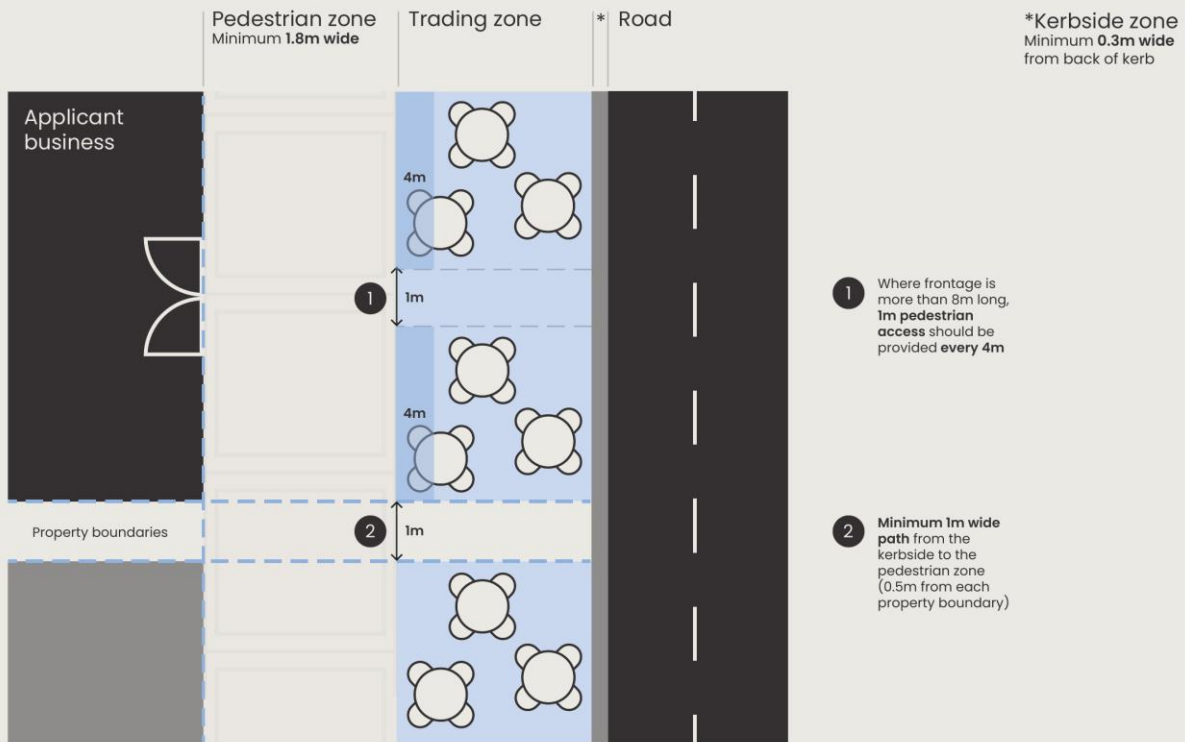 Pedestrian zone
Minimum 1.8m wide
Trading zone
*
Road
*Kerbside zone
Minimum 0.3m wide
from back of kerb
Applicant
business
4m
1
1m
4m
Property boundaries
2
1m
1
Where frontage is
more than 8m long,
1m pedestrian
access should be
provided every 4m
2
Minimum 1m wide
path from the
kerbside to the
pedestrian zone
(0.5m from each
property boundary)